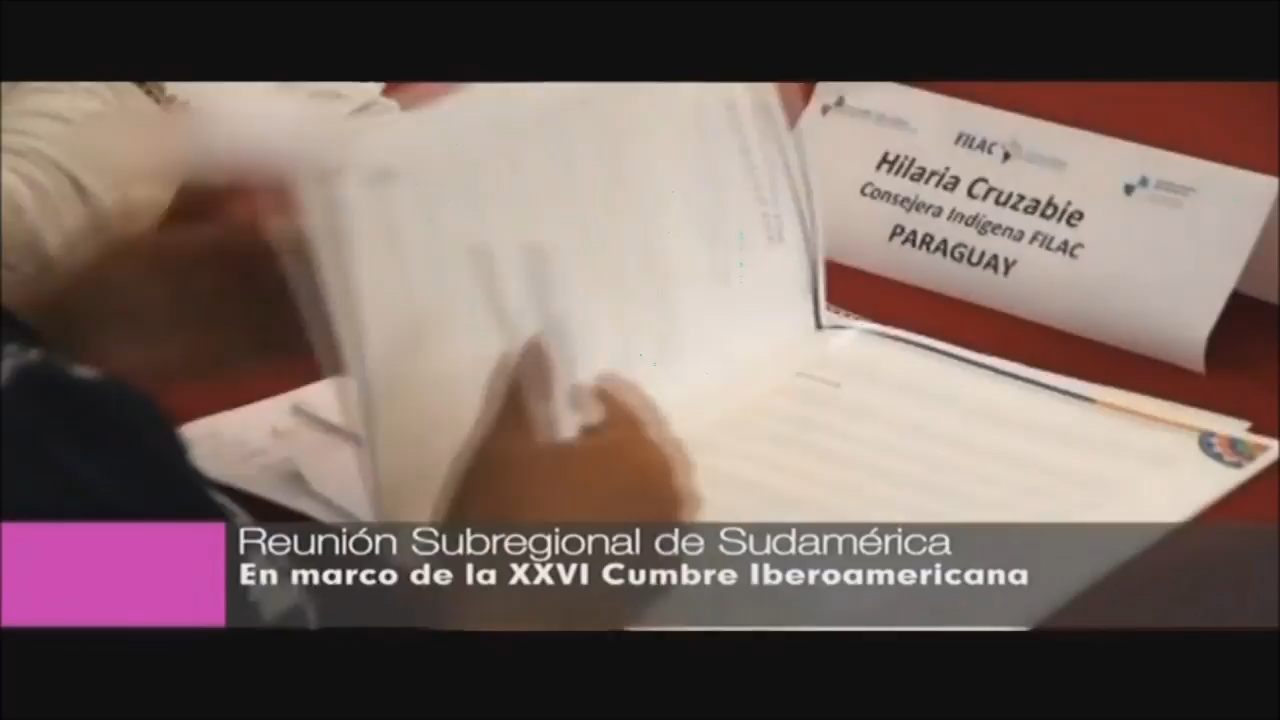 FILAC
Hilaria Cruzabie
Consejera Indígena FILAC
PARAGUAY
Reunión Subregional de Sudamérica
En marco de la XXVI Cumbre Iberoamericana